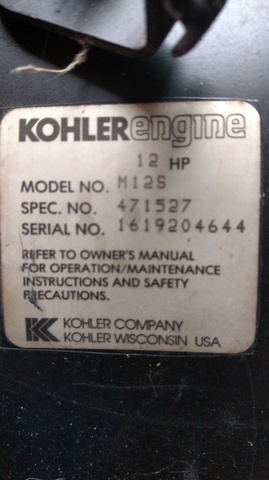 KOHLERengine
12 HP
MODEL NO. M12S
SPEC. NO. 471527
SERIAL NO. 1619204644
REFER TO OWNER'S MANUAL
FOR OPERATION/MAINTENANCE
INSTRUCTIONS AND SAFETY
PRECAUTIONS.
K KOHLER COMPANY
KOHLER WISCONSIN USA